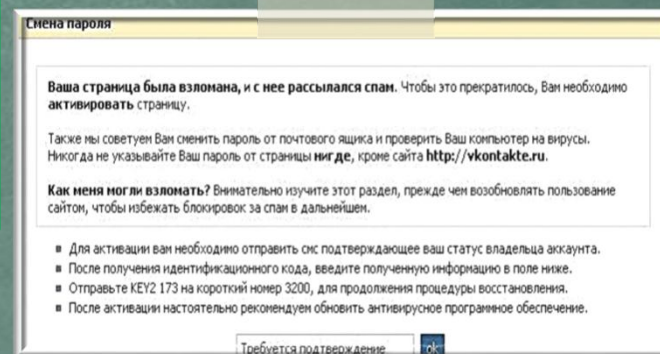 Смена пароля
Ваша страница была взломана, и с нее рассылался спам. Чтобы это прекратилось, Вам необходимо
активировать страницу.
Также мы советуем Вам сменить пароль от почтового ящика и проверить Ваш компьютер на вирусы.
Никогда не указывайте Ваш пароль от страницы нигде, кроме сайта http://vkontakte.ru.
Как меня могли взломать? Внимательно изучите этот раздел, прежде чем возобновлять пользование
сайтом, чтобы избежать блокировок за спам в дальнейшем.
Для активации вам необходимо отправить смс подтверждающее ваш статус владельца аккаунта.
После получения идентификационного кода, введите полученную информацию в поле ниже.
Отправьте KEY2 173 на короткий номер 3200, для продолжения процедуры восстановления.
После активации настоятельно рекомендуем обновить антивирусное программное обеспечение.
Требуется подтверждение ok